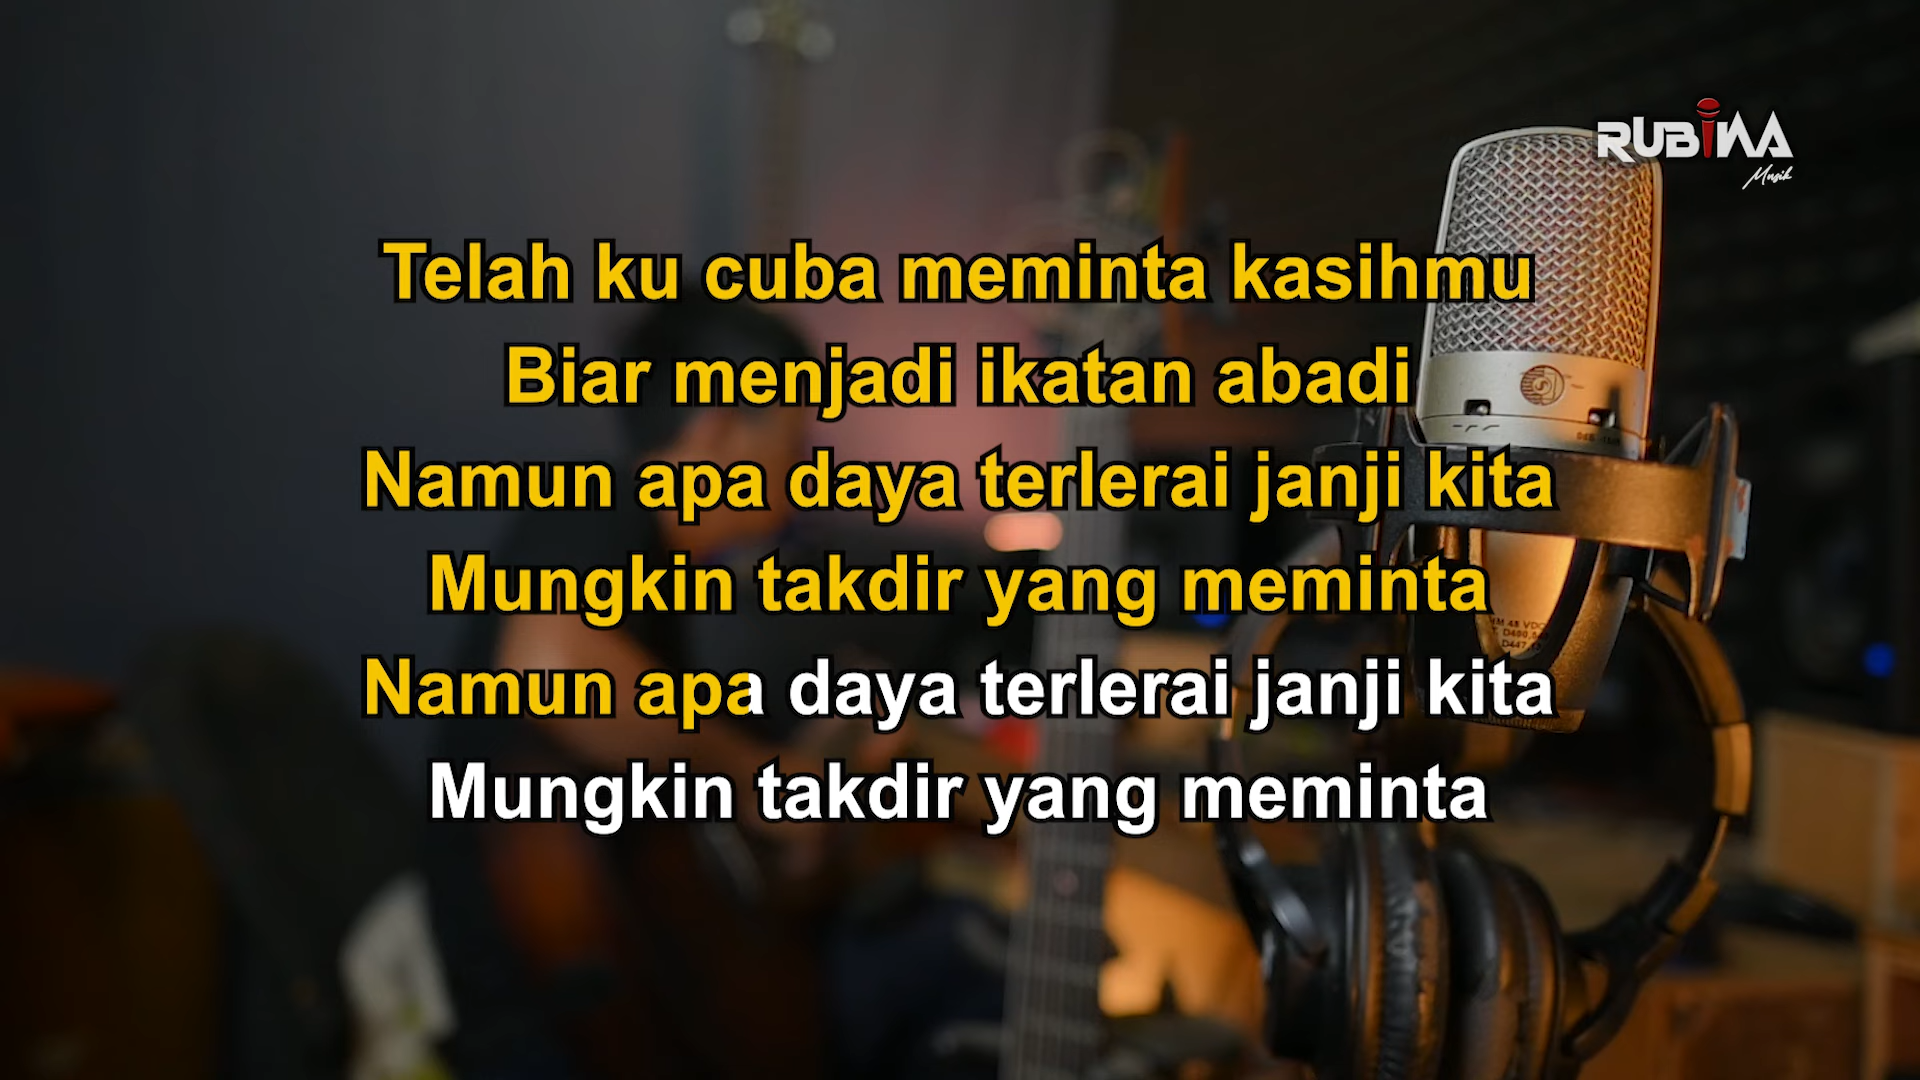 RUBINA
Musik
Telah ku cuba meminta kasihmu
Biar menjadi ikatan abadi
Namun apa daya terlerai janji kita
Mungkin takdir yang meminta
Namun apa daya terlerai janji kita
Mungkin takdir yang meminta